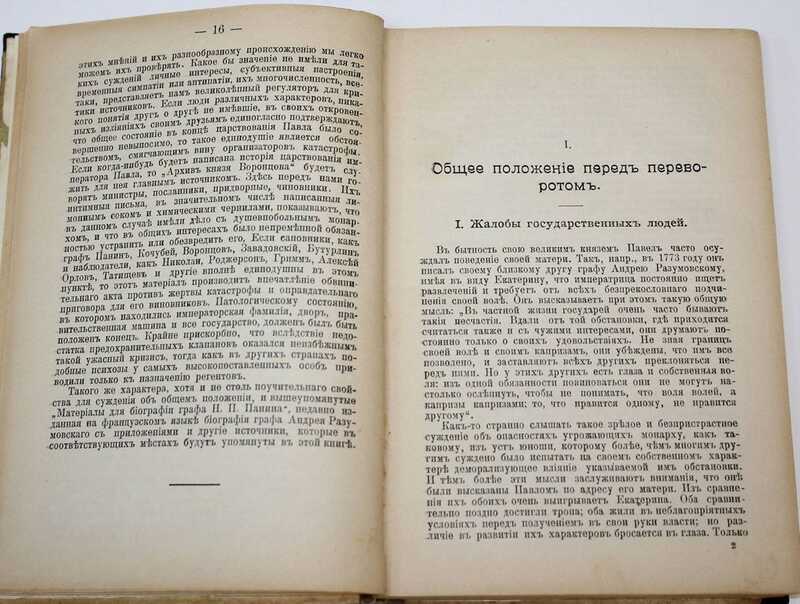 — 16 —
этихъ мнѣній и ихъ разнообразному происхожденію мы легко
можемъ ихъ провѣрять. Какое бы значеніе не имѣли для та-
кихъ сужденій личные интересы, субъективныя настроенія,
временныя симпатіи или антипатіи, ихъ многочисленность, все-
таки, представляетъ намъ великолѣпный регуляторъ для кри-
тики источниковъ. Если люди различныхъ характеровъ, ника-
кого понятія другъ о другѣ не имѣвшіе, въ своихъ откровен-
ныхъ изліяніяхъ своимъ друзьямъ единогласно подтверждаютъ,
что общее состояніе въ концѣ царствованія Павла было со-
вершенно невыносимо, то такое единодушіе является обстоя-
тельствомъ, смягчающимъ вину организаторовъ катастрофы.
Если когда-нибудь будетъ написана исторія царствованія им-
ператора Павла, то „Архивъ князя Воронцова“ будетъ слу-
жить для нея главнымъ источникомъ. Здѣсь передъ нами го-
ворятъ министры, посланники, придворные, чиновники. Ихъ
интимныя письма, въ значительномъ числѣ написанныя ли-
моннымъ сокомъ и химическими чернилами, показываютъ, что
въ данномъ случаѣ имѣли дѣло съ душевнобольнымъ монар-
хомъ, и что въ общихъ интересахъ было непремѣнной обязан-
ностью устранить или обезвредить его. Если сановники, какъ
графъ Панинъ, Кочубей, Воронцовъ, Завадовскій, Бутурлинъ
и наблюдатели, какъ Николаи, Роджерсонъ, Гриммъ, Алексѣй
Орловъ, Татищевъ и другіе вполнѣ единодушны въ этомъ
пунктѣ, то этотъ матеріалъ производитъ впечатлѣніе обвини-
тельнаго акта противъ жертвы катастрофы и оправдательнаго
приговора для его виновниковъ. Патологическому состоянію,
въ которомъ находились императорская фамилія, дворъ, пра-
вительственная машина и все государство, долженъ былъ быть
положенъ конецъ. Крайне прискорбно, что вслѣдствіе недо-
статка предохранительныхъ клапановъ оказался неизбѣжнымъ
такой ужасный кризисъ, тогда какъ въ другихъ странахъ по-
добные психозы у самыхъ высокопоставленныхъ особъ при-
водили только къ назначенію регентовъ.
Такого же характера, хотя и не столь поучительнаго свой-
ства для сужденія объ общемъ положеніи, и вышеупомянутые
„Матеріалы для біографіи графа Н. П. Панина“, недавно из-
данная на французскомъ языкѣ біографія графа Андрея Разу-
мовскаго съ приложеніями и другіе источники, которые въ
соотвѣтствующихъ мѣстахъ будутъ упомянуты въ этой книгѣ.
I.
Общее положеніе передъ перево-
ротомъ.
I. Жалобы государственныхъ людей.
Въ бытность свою великимъ княземъ Павелъ часто осу-
ждалъ поведеніе своей матери. Такъ, напр., въ 1773 году онъ
писалъ своему близкому другу графу Андрею Разумовскому,
имѣя въ виду Екатерину, что императрица постоянно ищетъ
развлеченій и требуетъ отъ всѣхъ безпрекословнаго подчи-
ненія своей волѣ. Онъ высказываетъ при этомъ такую общую
мысль: „Въ частной жизни государей очень часто бываютъ
такія несчастія. Вдали отъ той обстановки, гдѣ приходится
считаться также и съ чужими интересами, они думаютъ по-
стоянно только о своихъ удовольствіяхъ. Не зная границъ
своей волѣ и своимъ капризамъ, они убѣждены, что имъ все
позволено, и заставляютъ всѣхъ другихъ преклоняться пе-
редъ ними. Но у этихъ другихъ есть глаза и собственная во-
ля: изъ одной обязанности повиноваться они не могутъ на-
столько ослѣпнуть, чтобы не понимать, что воля волей, а
капризы капризами; то, что нравится одному, не нравится
другому“.
Какъ-то странно слышать такое зрѣлое и безпристрастное
сужденіе объ опасностяхъ угрожающихъ монарху, какъ та-
ковому, изъ устъ юноши, которому болѣе, чѣмъ многимъ дру-
гимъ суждено было испытать на своемъ собственномъ харак-
терѣ деморализующее вліяніе указываемой имъ обстановки.
И тѣмъ болѣе эти мысли заслуживаютъ вниманія, что онѣ
были высказаны Павломъ по адресу его матери. Изъ сравне-
нія ихъ обоихъ очень выигрываетъ Екатерина. Оба сравни-
тельно поздно достигли трона; оба жили въ неблагопріятныхъ
условіяхъ передъ полученіемъ въ свои руки власти; но раз-
личіе въ развитіи ихъ характеровъ бросается въ глаза. Только
2